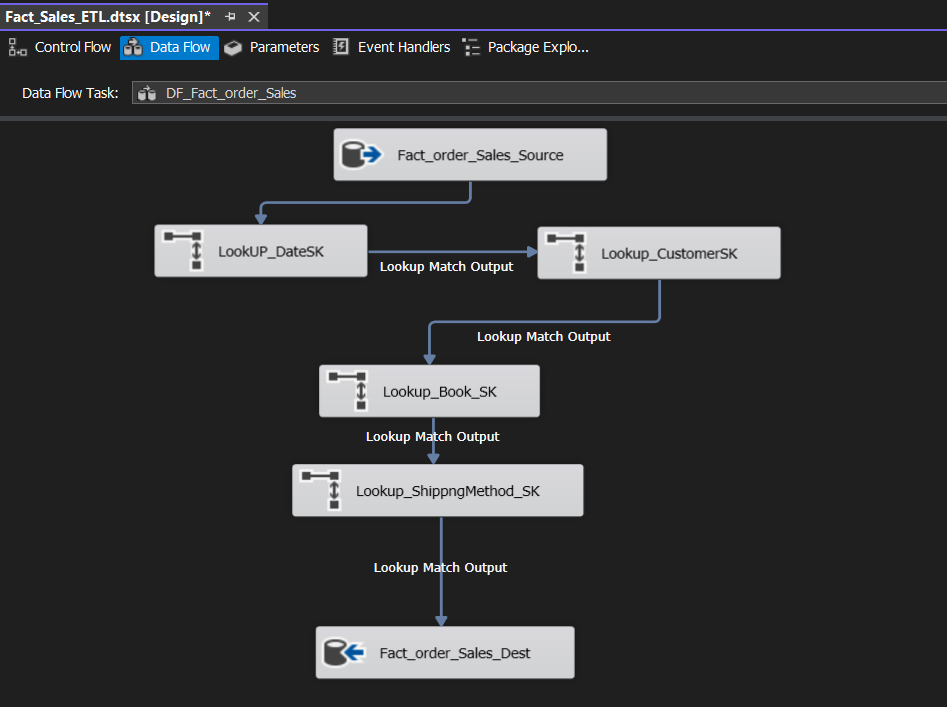 Fact_Sales_ETL.dtsx [Design]*
Control Flow Data Flow Parameters Event Handlers Package Explo...
Data Flow Task: DF_Fact_order_Sales
Fact_order_Sales_Source
LookUP_DateSK
Lookup Match Output
Lookup_CustomerSK
Lookup Match Output
Lookup_Book_SK
Lookup Match Output
Lookup_ShippngMethod_SK
Lookup Match Output
Fact_order_Sales_Dest